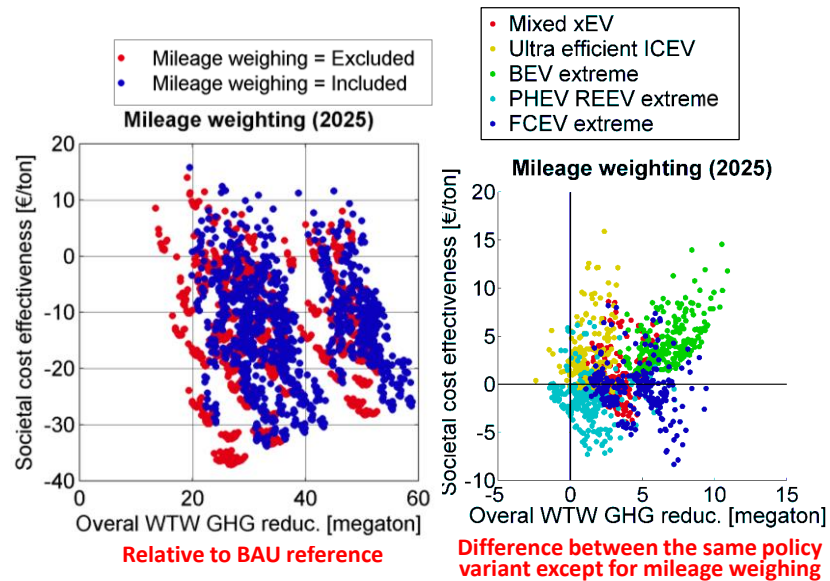 Mileage weighing = Excluded
Mileage weighing = Included
Mileage weighting (2025)
Societal cost effectiveness [€/ton]
20
10
0
-10
-20
-30
-40
0
20
40
60
Overal WTW GHG reduc. [megaton]
Relative to BAU reference
Mixed xEV
Ultra efficient ICEV
BEV extreme
PHEV REEV extreme
FCEV extreme
Mileage weighting (2025)
Societal cost effectiveness [€/ton]
20
15
10
5
0
-5
-10
-5
0
5
10
15
Overal WTW GHG reduc. [megaton]
Difference between the same policy
variant except for mileage weighing